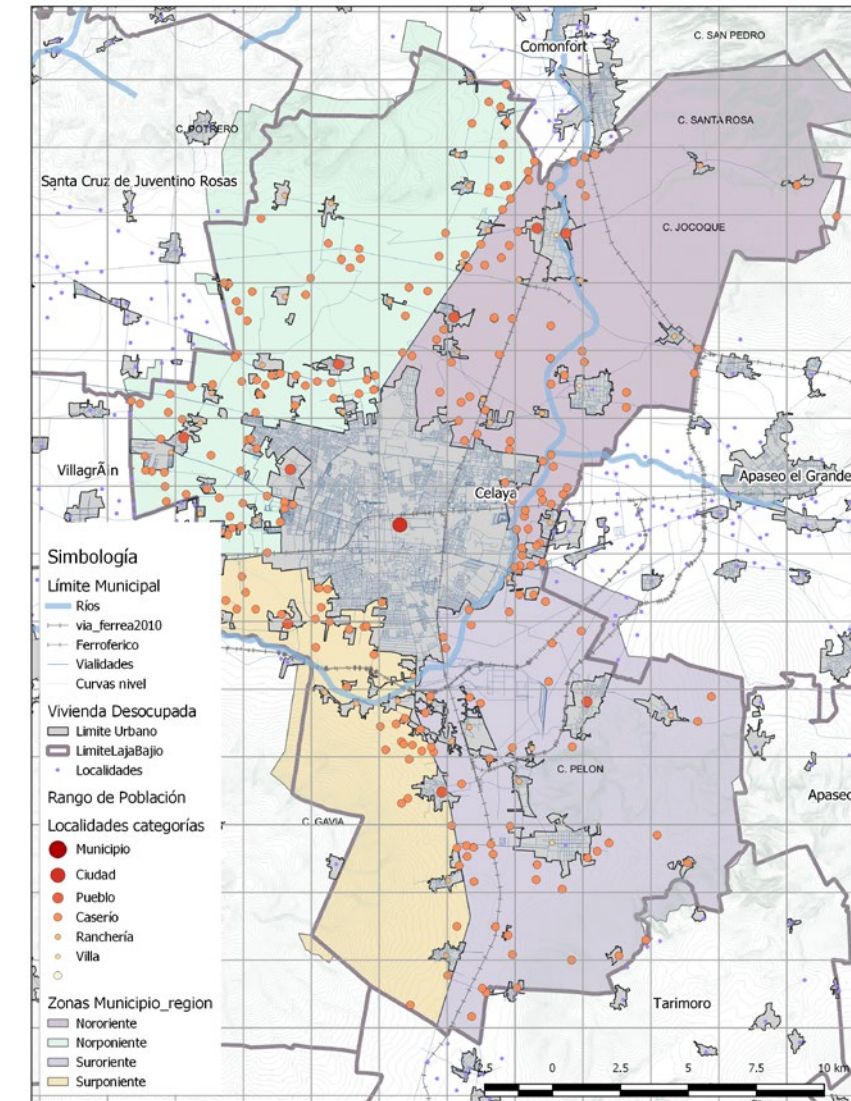 Comonfort
C. SAN PEDRO
C. POTRERO
C. SANTA ROSA
Santa Cruz de Juventino Rosas
C. JOCOQUE
VillagrÃ¡n
Apaseo el Grande
Celaya
Simbología
Límite Municipal
Ríos
via_ferrea2010
Ferroferico
Vialidades
Curvas nivel
Vivienda Desocupada
Limite Urbano
LimiteLajaBajio
Localidades
Rango de Población
Localidades categorías
Municipio
Ciudad
Pueblo
Caserío
Ranchería
Villa
Zonas Municipio_region
Nororiente
Norponiente
Suroriente
Surponiente
C. PELON
Apaseo
C. GAVIA
r
Tarimoro
2.5 0 2.5 5 7.5 10 km